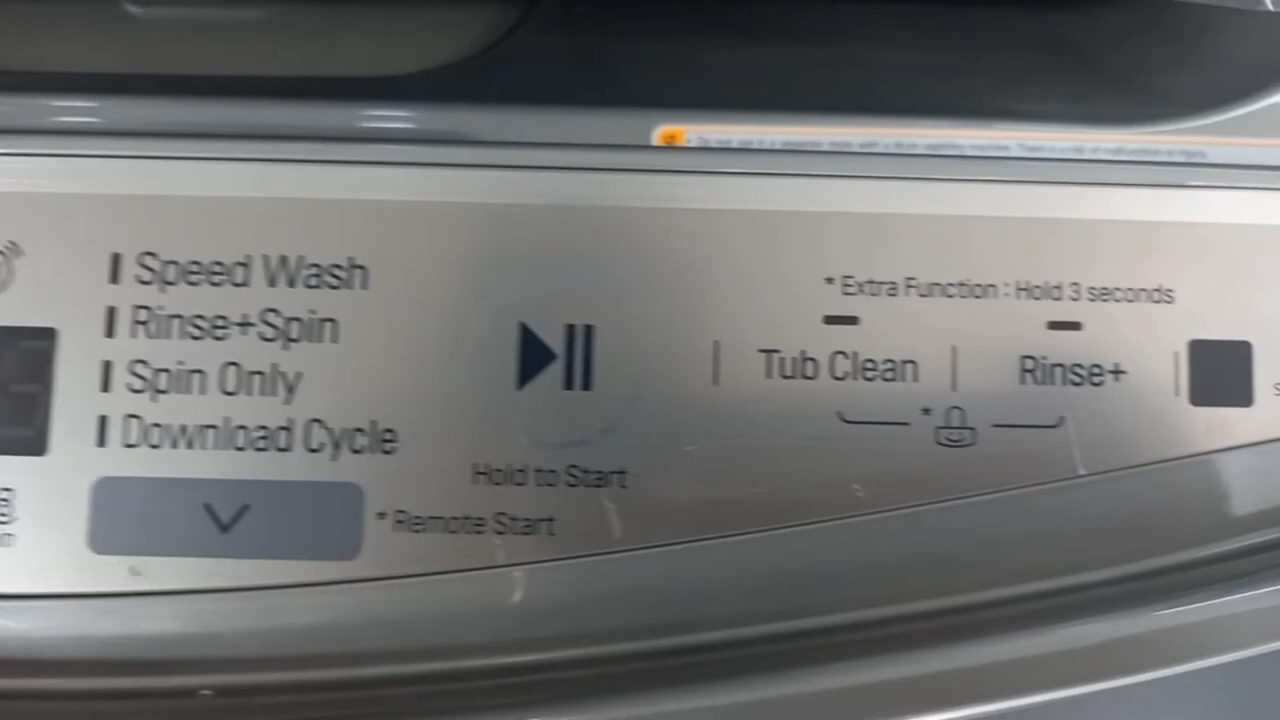 Speed Wash
Rinse+Spin
Spin Only
Download Cycle
* Remote Start
Hold to Start
* Extra Function : Hold 3 seconds
Tub Clean
Rinse+
*